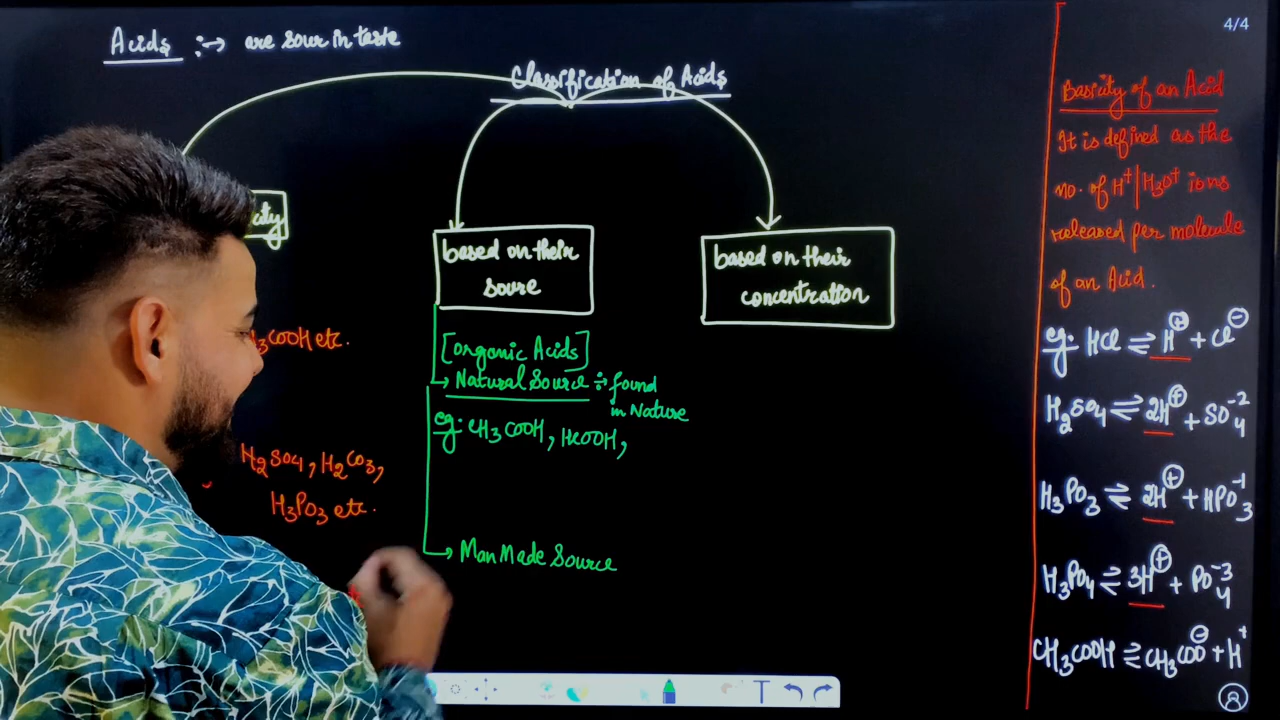 4/4
Acids :→ are sour in taste
Classification of Acids
city
based on their
soure
based on their
concentration
H₃COOH etc.
H₂SO₄, H₂CO₃,
H₃PO₃ etc.
[organic Acids]
→ Natural Source ÷ found
in Nature
eg:- CH₃COOH, HCOOH,
→ Man Made Source
Basicity of an Acid
It is defined as the
no. of H⁺|H₃O⁺ ions
released per molecule
of an Acid.
eg:- HCl ⇌ H⁺ + Cl⁻
H₂SO₄ ⇌ 2H⁺ + SO₄⁻²
H₃PO₃ ⇌ 2H⁺ + HPO₃⁻¹
H₃PO₄ ⇌ 3H⁺ + PO₄⁻³
CH₃COOH ⇌ CH₃COO⁻ + H⁺
T